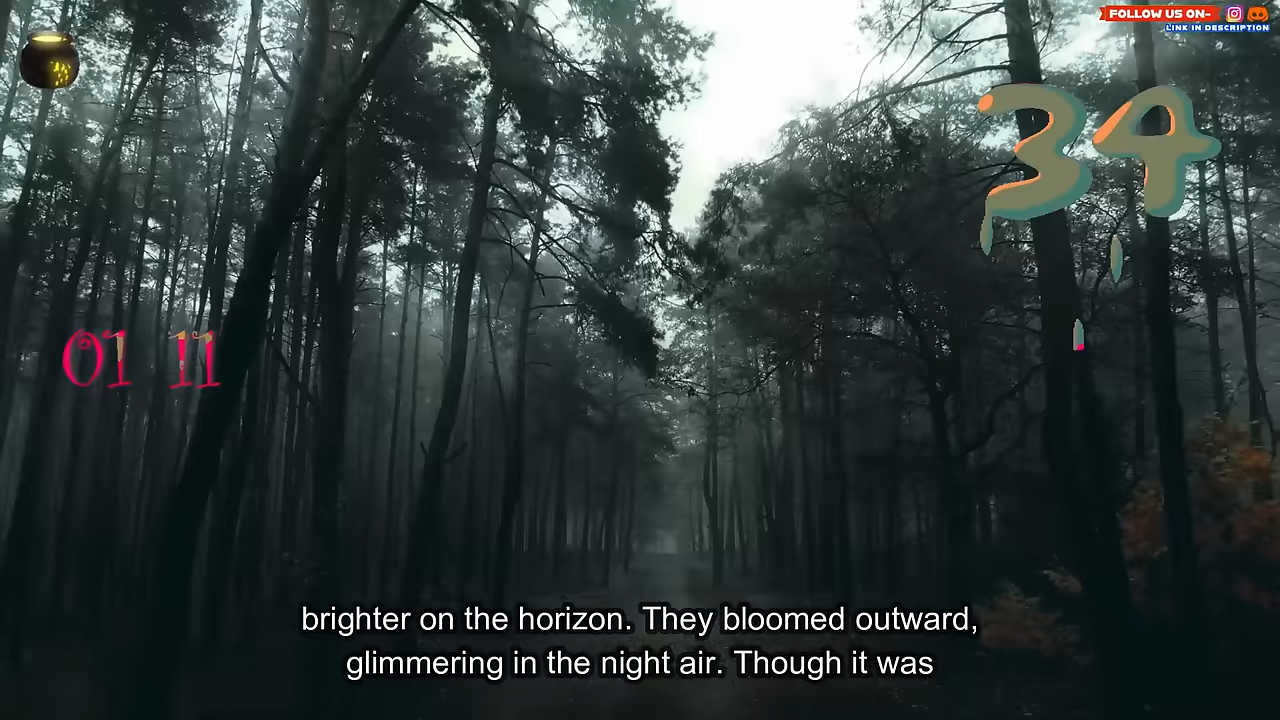 FOLLOW US ON-
LINK IN DESCRIPTION
34
01 11
brighter on the horizon. They bloomed outward,
glimmering in the night air. Though it was